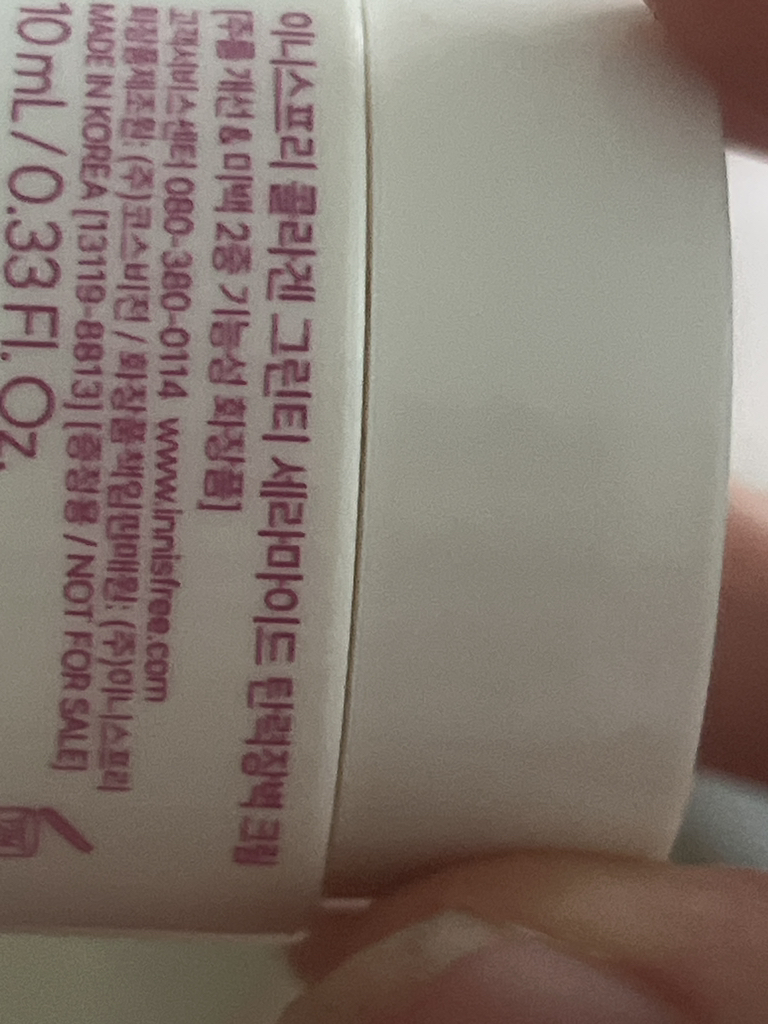 이니스프리 콜라겐 그린티 세라마이드 탄력장벽 크림
[주름 개선 & 미백 2중 기능성 화장품]
고객서비스센터 080-380-0114 www.innisfree.com
화장품제조원: (주)코스비전 / 화장품책임판매원: (주)이니스프리
MADE IN KOREA [13119-8813] [증정용 / NOT FOR SALE]
10mL / 0.33 Fl. Oz.